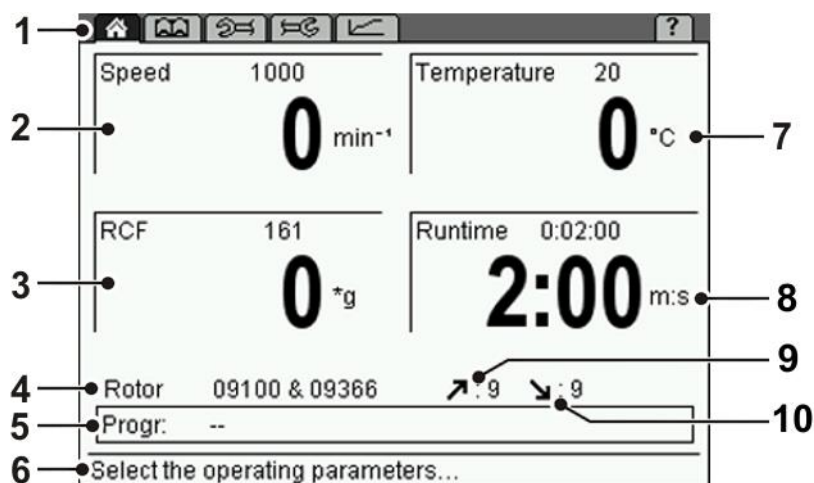 1 ?
Speed 1000 Temperature 20
2 0 min⁻¹ 0 °C 7
RCF 161 Runtime 0:02:00
3 0 *g 2:00 m:s 8
9
4 Rotor 09100 & 09366 : 9 : 9
10
5 Progr: --
6 Select the operating parameters...